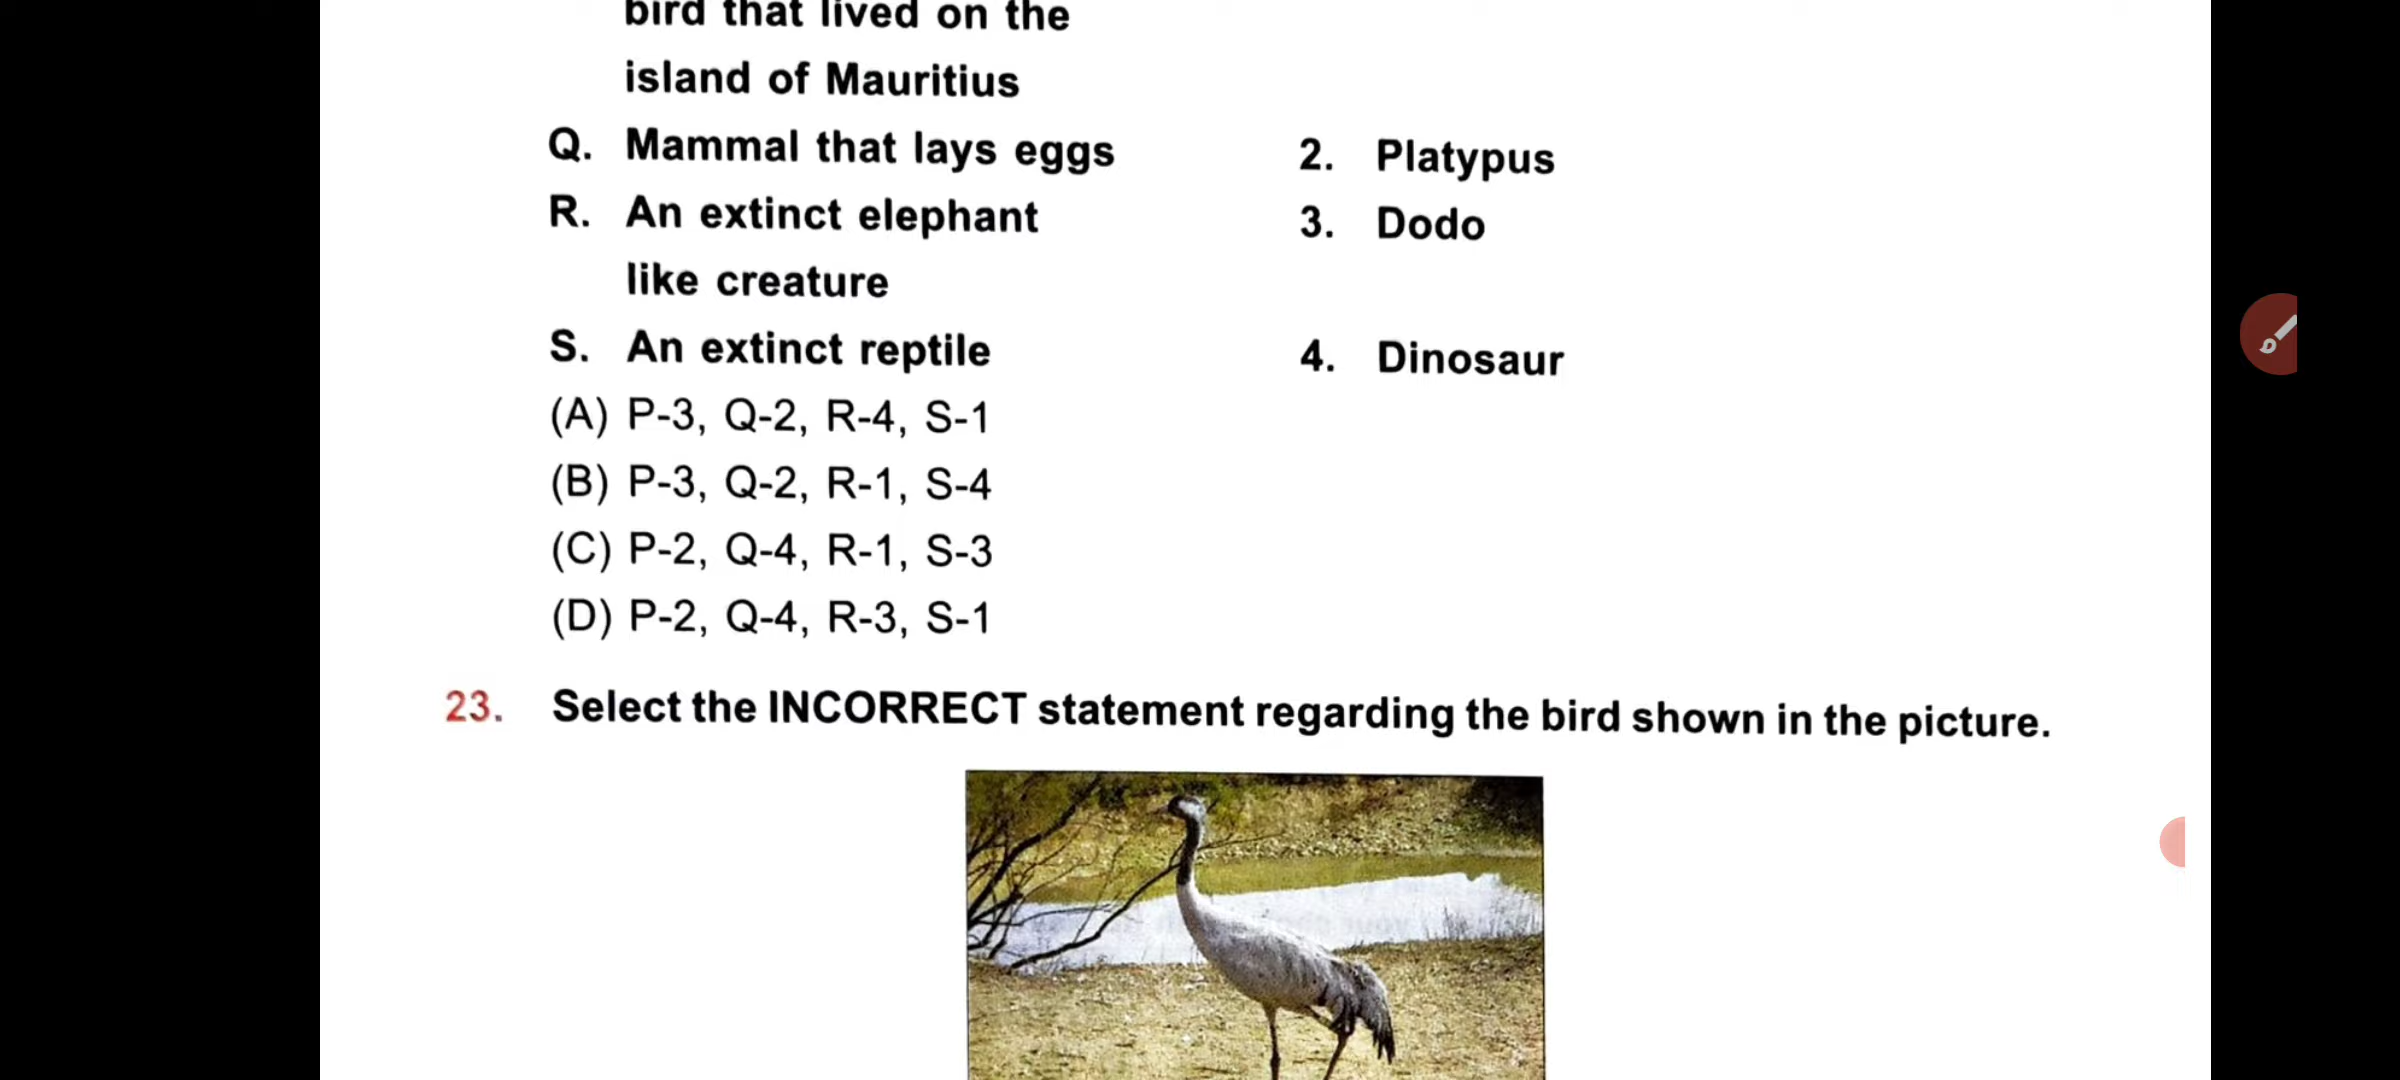 bird that lived on the
island of Mauritius
Q. Mammal that lays eggs 2. Platypus
R. An extinct elephant 3. Dodo
like creature
S. An extinct reptile 4. Dinosaur
(A) P-3, Q-2, R-4, S-1
(B) P-3, Q-2, R-1, S-4
(C) P-2, Q-4, R-1, S-3
(D) P-2, Q-4, R-3, S-1
23. Select the INCORRECT statement regarding the bird shown in the picture.